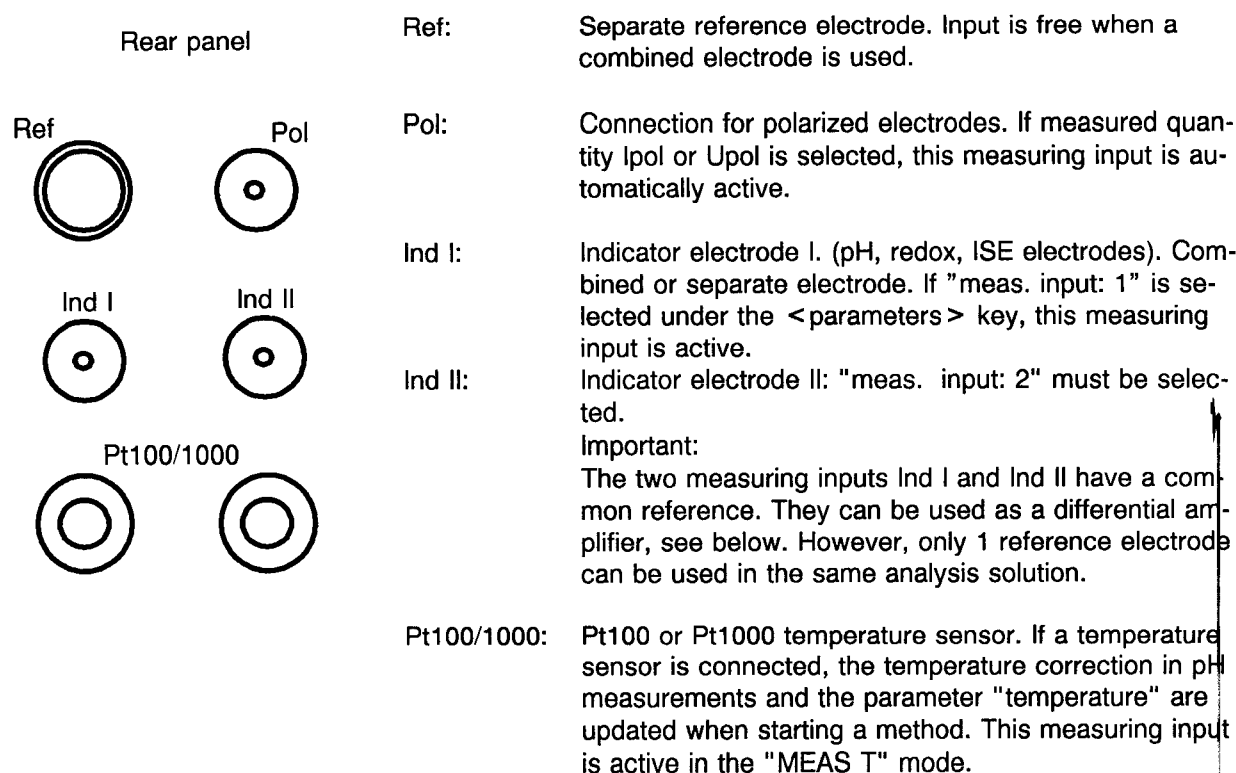 Rear panel
Ref
Pol
Ind I
Ind II
Pt100/1000
Ref: Separate reference electrode. Input is free when a
combined electrode is used.
Pol: Connection for polarized electrodes. If measured quan-
tity Ipol or Upol is selected, this measuring input is au-
tomatically active.
Ind I: Indicator electrode I. (pH, redox, ISE electrodes). Com-
bined or separate electrode. If "meas. input: 1" is se-
lected under the <parameters> key, this measuring
input is active.
Ind II: Indicator electrode II: "meas. input: 2" must be selec-
ted.
Important:
The two measuring inputs Ind I and Ind II have a com-
mon reference. They can be used as a differential am-
plifier, see below. However, only 1 reference electrode
can be used in the same analysis solution.
Pt100/1000: Pt100 or Pt1000 temperature sensor. If a temperature
sensor is connected, the temperature correction in pH
measurements and the parameter "temperature" are
updated when starting a method. This measuring input
is active in the "MEAS T" mode.